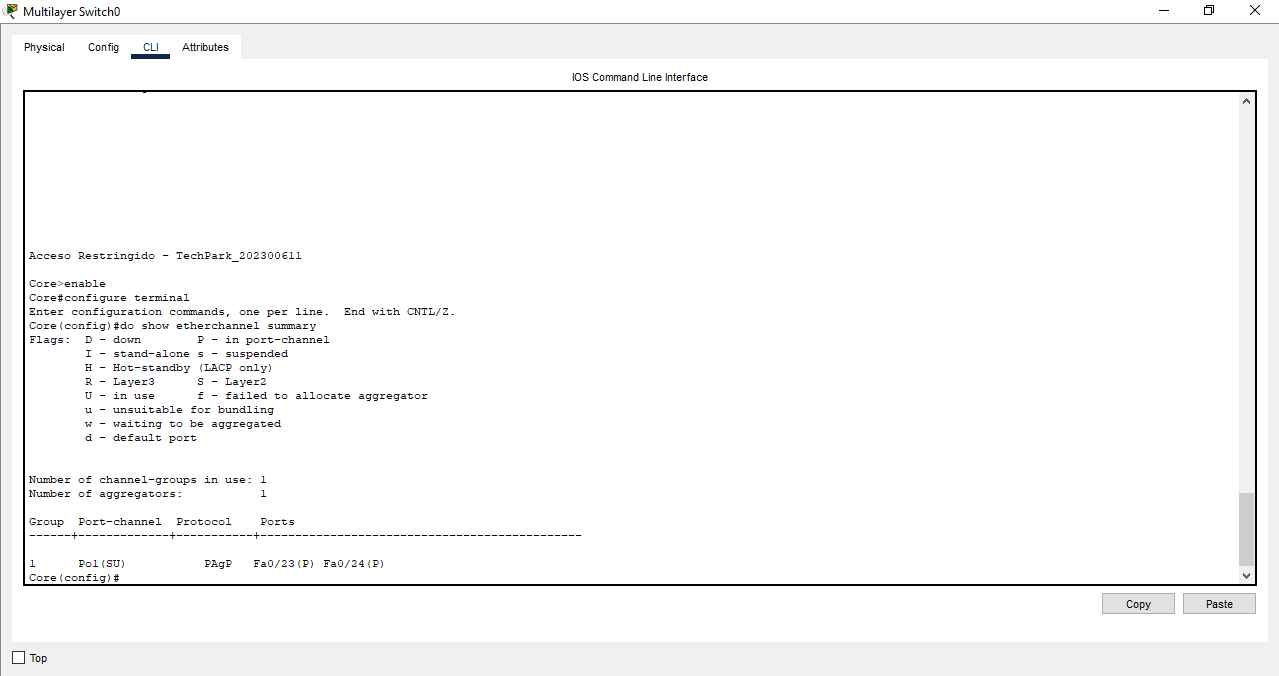 Multilayer Switch0
Physical Config CLI Attributes
IOS Command Line Interface
Acceso Restringido - TechPark_202300611
Core>enable
Core#configure terminal
Enter configuration commands, one per line.  End with CNTL/Z.
Core(config)#do show etherchannel summary
Flags:  D - down        P - in port-channel
        I - stand-alone s - suspended
        H - Hot-standby (LACP only)
        R - Layer3      S - Layer2
        U - in use      f - failed to allocate aggregator
        u - unsuitable for bundling
        w - waiting to be aggregated
        d - default port
Number of channel-groups in use: 1
Number of aggregators:           1
Group  Port-channel  Protocol    Ports
------+-------------+-----------+----------------------------------------------
1      Po1(SU)           PAgP   Fa0/23(P) Fa0/24(P)
Core(config)#
Copy Paste
Top